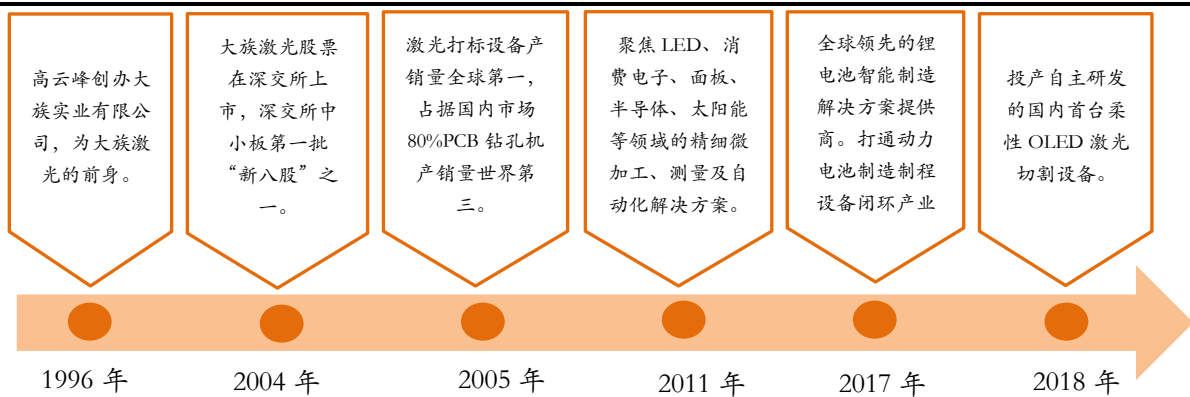 高云峰创办大
族实业有限公
司，为大族激
光的前身。
大族激光股票
在深交所上
市，深交所中
小板第一批
“新八股”之
一。
激光打标设备产
销量全球第一，
占据国内市场
80%PCB 钻孔机
产销量世界第
三。
聚焦 LED、消
费电子、面板、
半导体、太阳能
等领域的精细微
加工、测量及自
动化解决方案。
全球领先的锂
电池智能制造
解决方案提供
商。打通动力
电池制造制程
设备闭环产业
投产自主研发
的国内首台柔
性 OLED 激光
切割设备。
1996 年
2004 年
2005 年
2011 年
2017 年
2018 年